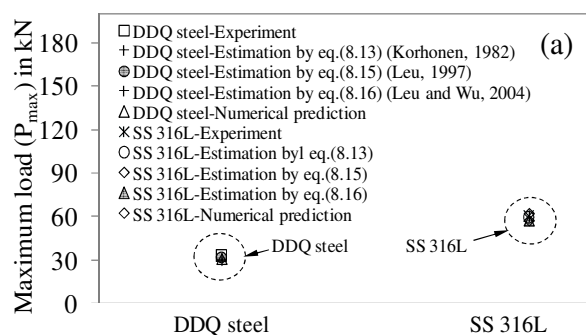 (a)
Maximum load (Pmax) in kN
180
150
120
90
60
30
0
DDQ steel-Experiment
DDQ steel-Estimation by eq.(8.13) (Korhonen, 1982)
DDQ steel-Estimation by eq.(8.15) (Leu, 1997)
DDQ steel-Estimation by eq.(8.16) (Leu and Wu, 2004)
DDQ steel-Numerical prediction
SS 316L-Experiment
SS 316L-Estimation byl eq.(8.13)
SS 316L-Estimation by eq.(8.15)
SS 316L-Estimation by eq.(8.16)
SS 316L-Numerical prediction
DDQ steel
SS 316L
DDQ steel
SS 316L